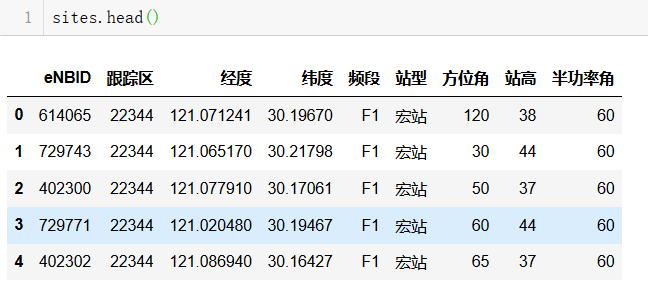 1 sites.head()
eNBID 跟踪区 经度 纬度 频段 站型 方位角 站高 半功率角
0 614065 22344 121.071241 30.19670 F1 宏站 120 38 60
1 729743 22344 121.065170 30.21798 F1 宏站 30 44 60
2 402300 22344 121.077910 30.17061 F1 宏站 50 37 60
3 729771 22344 121.020480 30.19467 F1 宏站 60 44 60
4 402302 22344 121.086940 30.16427 F1 宏站 65 37 60